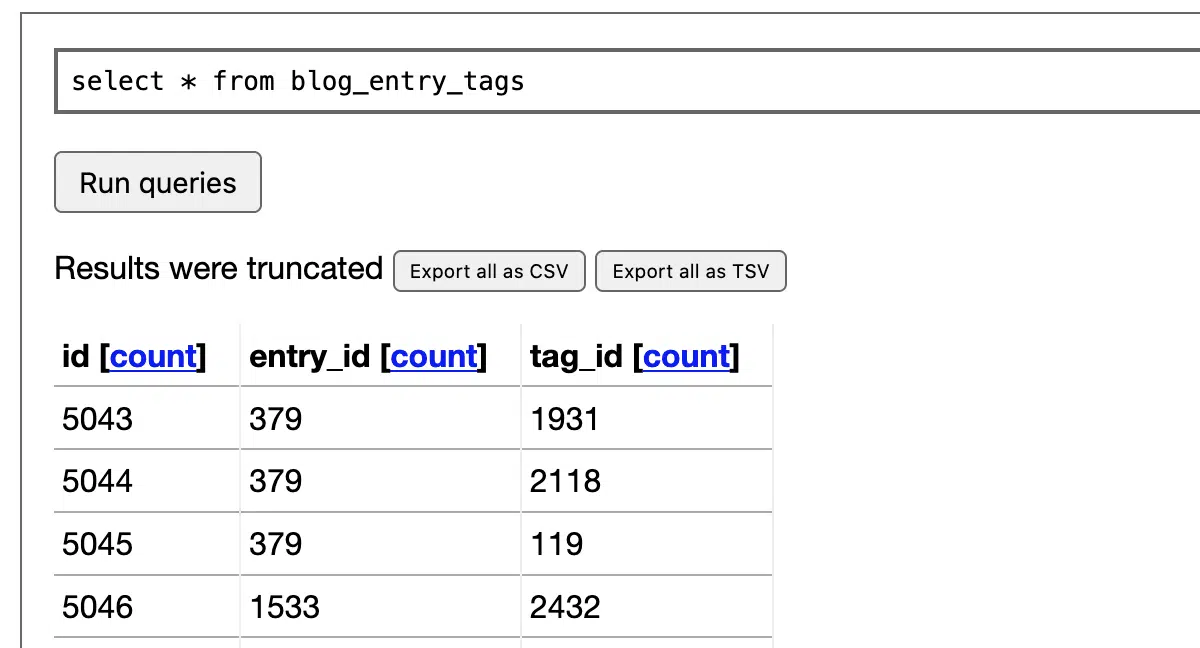 select * from blog_entry_tags
Run queries
Results were truncated Export all as CSV Export all as TSV
id [count] entry_id [count] tag_id [count]
5043 379 1931
5044 379 2118
5045 379 119
5046 1533 2432